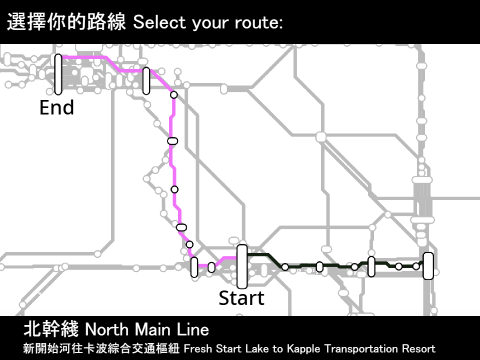 選擇你的路線 Select your route:
End
Start
北幹綫 North Main Line
新開始河往卡波綜合交通樞紐 Fresh Start Lake to Kapple Transportation Resort